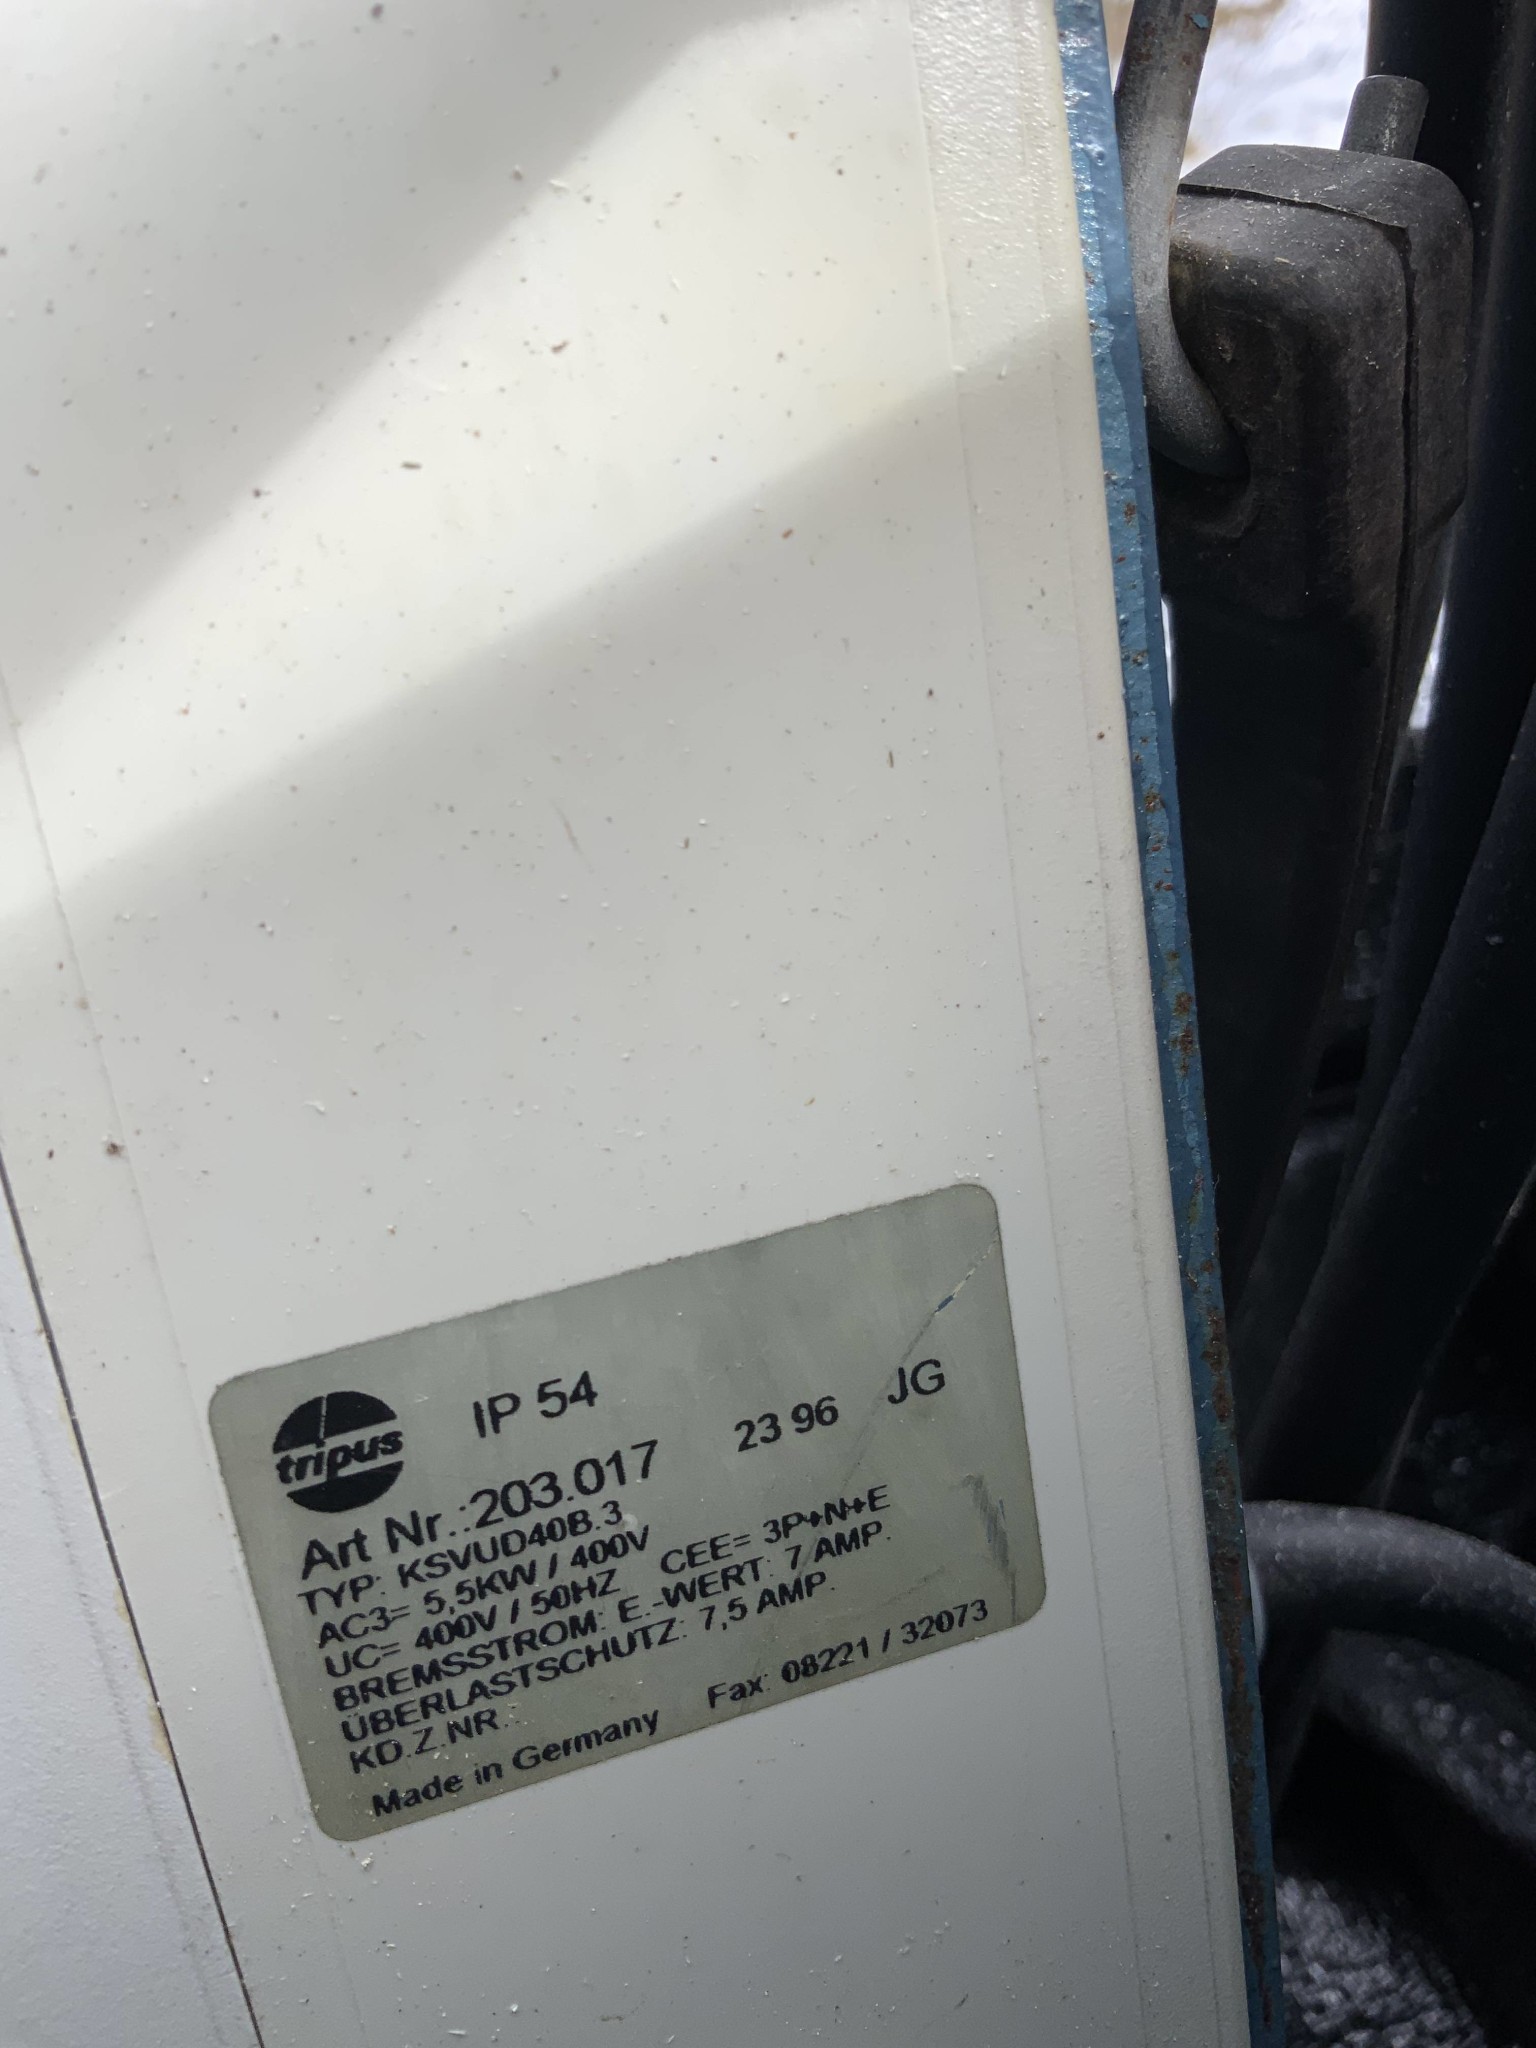 tripus
IP 54
Art Nr.:203.017 23 96 JG
TYP: KSVUD40B.3
AC3= 5,5KW / 400V
UC= 400V / 50HZ CEE= 3P+N+E
BREMSSTROM: E.-WERT: 7 AMP.
ÜBERLASTSCHUTZ: 7,5 AMP.
KD.Z.NR.:
Made in Germany Fax: 08221 / 32073